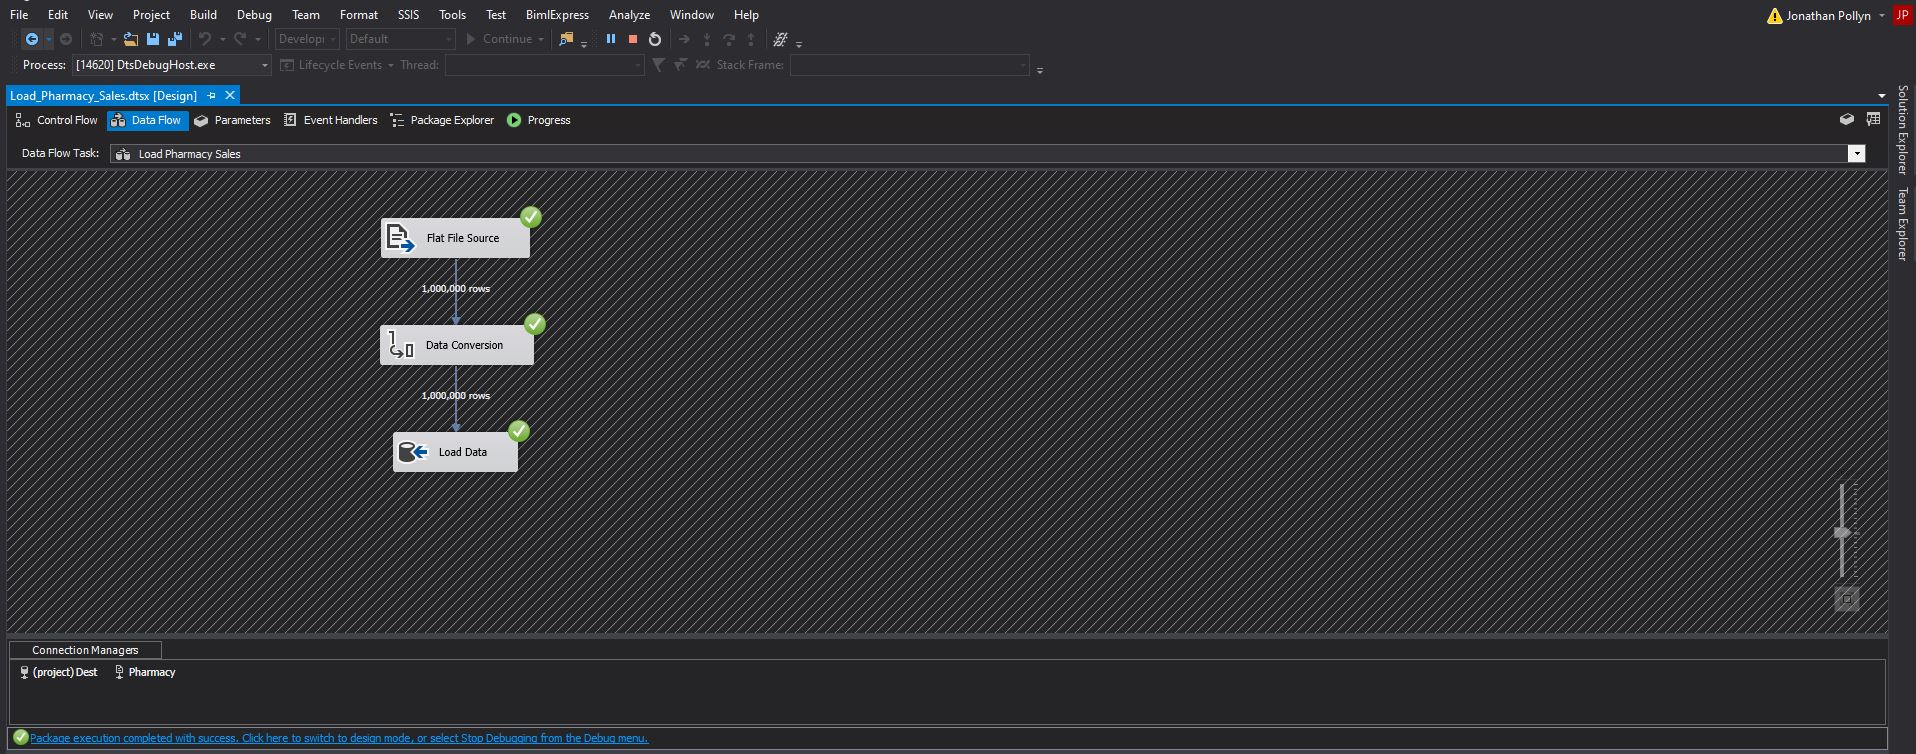 File Edit View Project Build Debug Team Format SSIS Tools Test BimlExpress Analyze Window Help Jonathan Pollyn JP
Developi Default Continue
Process: [14620] DtsDebugHost.exe Lifecycle Events Thread: Stack Frame:
Load_Pharmacy_Sales.dtsx [Design]
Control Flow Data Flow Parameters Event Handlers Package Explorer Progress
Data Flow Task: Load Pharmacy Sales
Solution Explorer
Team Explorer
Flat File Source
1,000,000 rows
Data Conversion
1,000,000 rows
Load Data
Connection Managers
(project) Dest Pharmacy
Package execution completed with success. Click here to switch to design mode, or select Stop Debugging from the Debug menu.